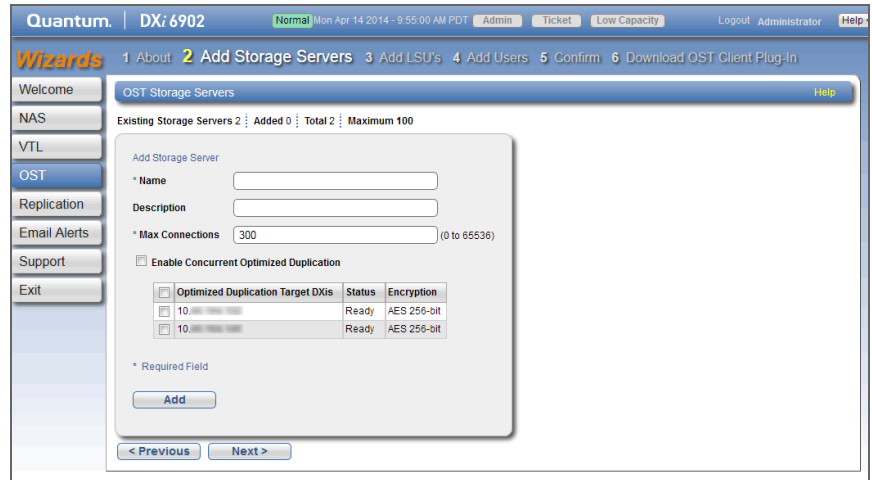 Quantum. DXi 6902 Normal Mon Apr 14 2014 - 9:55:00 AM PDT Admin Ticket Low Capacity Logout Administrator Help
Wizards 1 About 2 Add Storage Servers 3 Add LSU's 4 Add Users 5 Confirm 6 Download OST Client Plug-In
Welcome
NAS
VTL
OST
Replication
Email Alerts
Support
Exit
OST Storage Servers Help
Existing Storage Servers 2 Added 0 Total 2 Maximum 100
Add Storage Server
* Name
Description
* Max Connections 300 (0 to 65536)
Enable Concurrent Optimized Duplication
Optimized Duplication Target DXis Status Encryption
10. Ready AES 256-bit
10. Ready AES 256-bit
* Required Field
Add
< Previous Next >